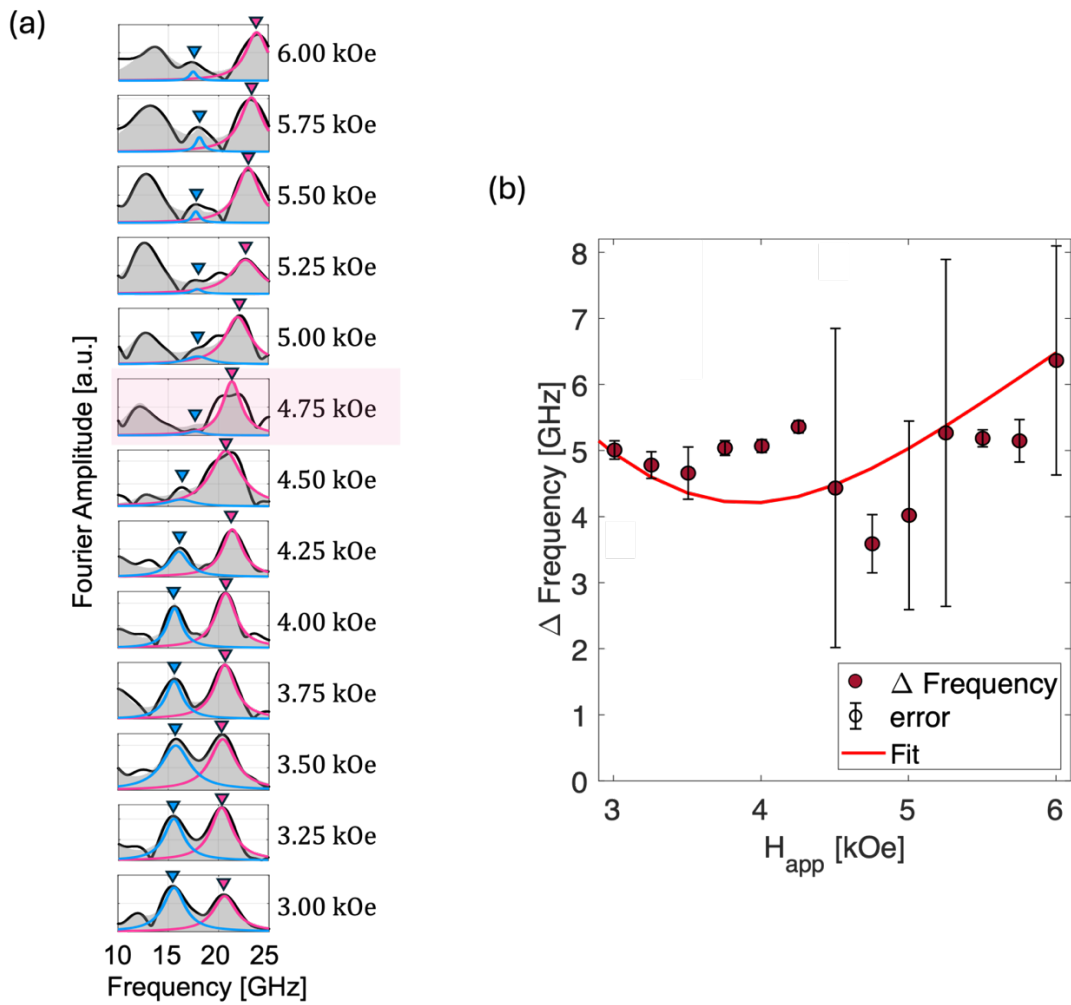 (a)
6.00 kOe
5.75 kOe
5.50 kOe
5.25 kOe
5.00 kOe
4.75 kOe
4.50 kOe
4.25 kOe
4.00 kOe
3.75 kOe
3.50 kOe
3.25 kOe
3.00 kOe
Fourier Amplitude [a.u.]
10 15 20 25
Frequency [GHz]
(b)
8
7
6
5
4
3
2
1
0
Δ Frequency [GHz]
Δ Frequency
error
Fit
3 4 5 6
H_app [kOe]